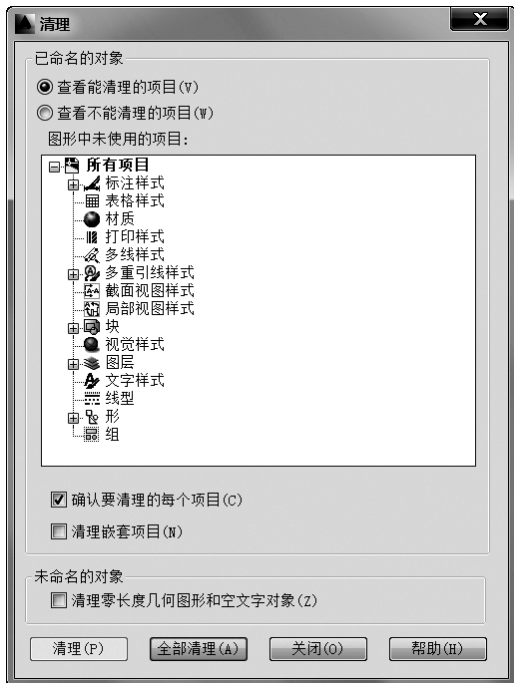 清理
X
已命名的对象
查看能清理的项目(V)
查看不能清理的项目(W)
图形中未使用的项目:
所有项目
标注样式
表格样式
材质
打印样式
多线样式
多重引线样式
截面视图样式
局部视图样式
块
视觉样式
图层
文字样式
线型
形
组
确认要清理的每个项目(C)
清理嵌套项目(N)
未命名的对象
清理零长度几何图形和空文字对象(Z)
清理(P) 全部清理(A) 关闭(O) 帮助(H)